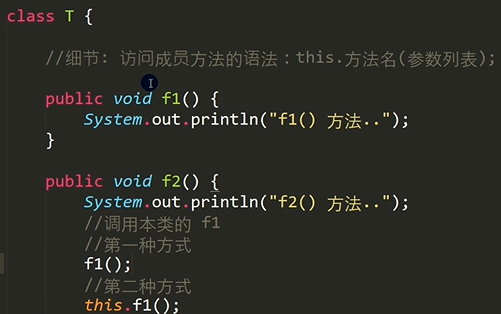 class T {
//细节: 访问成员方法的语法：this.方法名(参数列表);
public void f1() {
System.out.println("f1() 方法..");
}
public void f2() {
System.out.println("f2() 方法..");
//调用本类的 f1
//第一种方式
f1();
//第二种方式
this.f1();